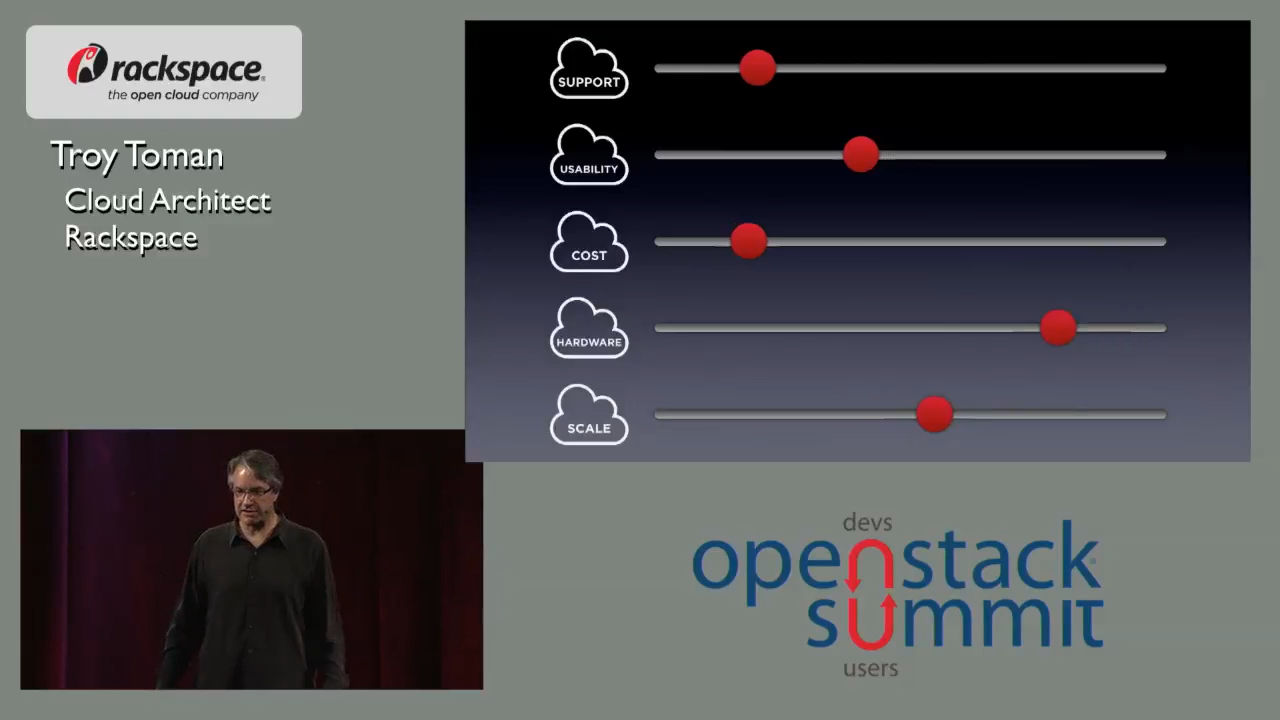 rackspace®
the open cloud company
Troy Toman
Cloud Architect
Rackspace
SUPPORT
USABILITY
COST
HARDWARE
SCALE
devs
openstack
summit
users